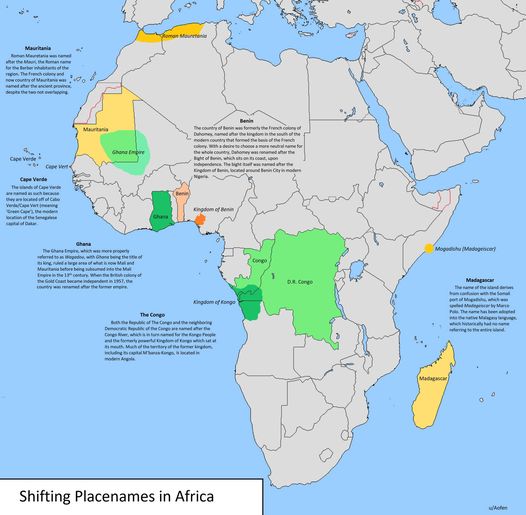 Roman Mauretania
Mauritania
Roman Mauretania was named
after the Mauri, the Roman name
for the Berber inhabitants of the
region. The French colony and
now country of Mauritania was
named after the ancient province,
despite the two not overlapping.
Mauritania
Ghana Empire
Benin
The country of Benin was formerly the French colony of
Dahomey, named after the kingdom in the south of the
modern country that formed the basis of the French
colony. With a desire to choose a more neutral name for
the whole country, Dahomey was renamed after the
Bight of Benin, which sits on its coast, upon
independence. The bight itself was named after the
Kingdom of Benin, located around Benin City in modern
Nigeria.
Cape Verde
Cape Vert
Cape Verde
The islands of Cape Verde
are named as such because
they are located off of Cabo
Verde/Cape Vert (meaning
'Green Cape'), the modern
location of the Senegalese
capital of Dakar.
Benin
Ghana
Kingdom of Benin
Ghana
The Ghana Empire, which was more properly
referred to as Wagadou, with Ghana being the title of
its king, ruled a large area of what is now Mali and
Mauritania before being subsumed into the Mali
Empire in the 13th century. When the British colony of
the Gold Coast became independent in 1957, the
country was renamed after the former empire.
Mogadishu (Madageiscar)
Congo
D.R. Congo
Kingdom of Kongo
Madagascar
The name of the island derives
from confusion with the Somali
port of Mogadishu, which was
spelled Madageiscar by Marco
Polo. The name has been adopted
into the native Malagasy language,
which historically had no name
referring to the entire island.
The Congo
Both the Republic of The Congo and the neighboring
Democratic Republic of the Congo are named after the
Congo River, which is in turn named for the Kongo People
and the formerly powerful Kingdom of Kongo which sat at
its mouth. Much of the territory of the former kingdom,
including its capital M'banza-Kongo, is located in
modern Angola.
Madagascar
Shifting Placenames in Africa
u/Aofen